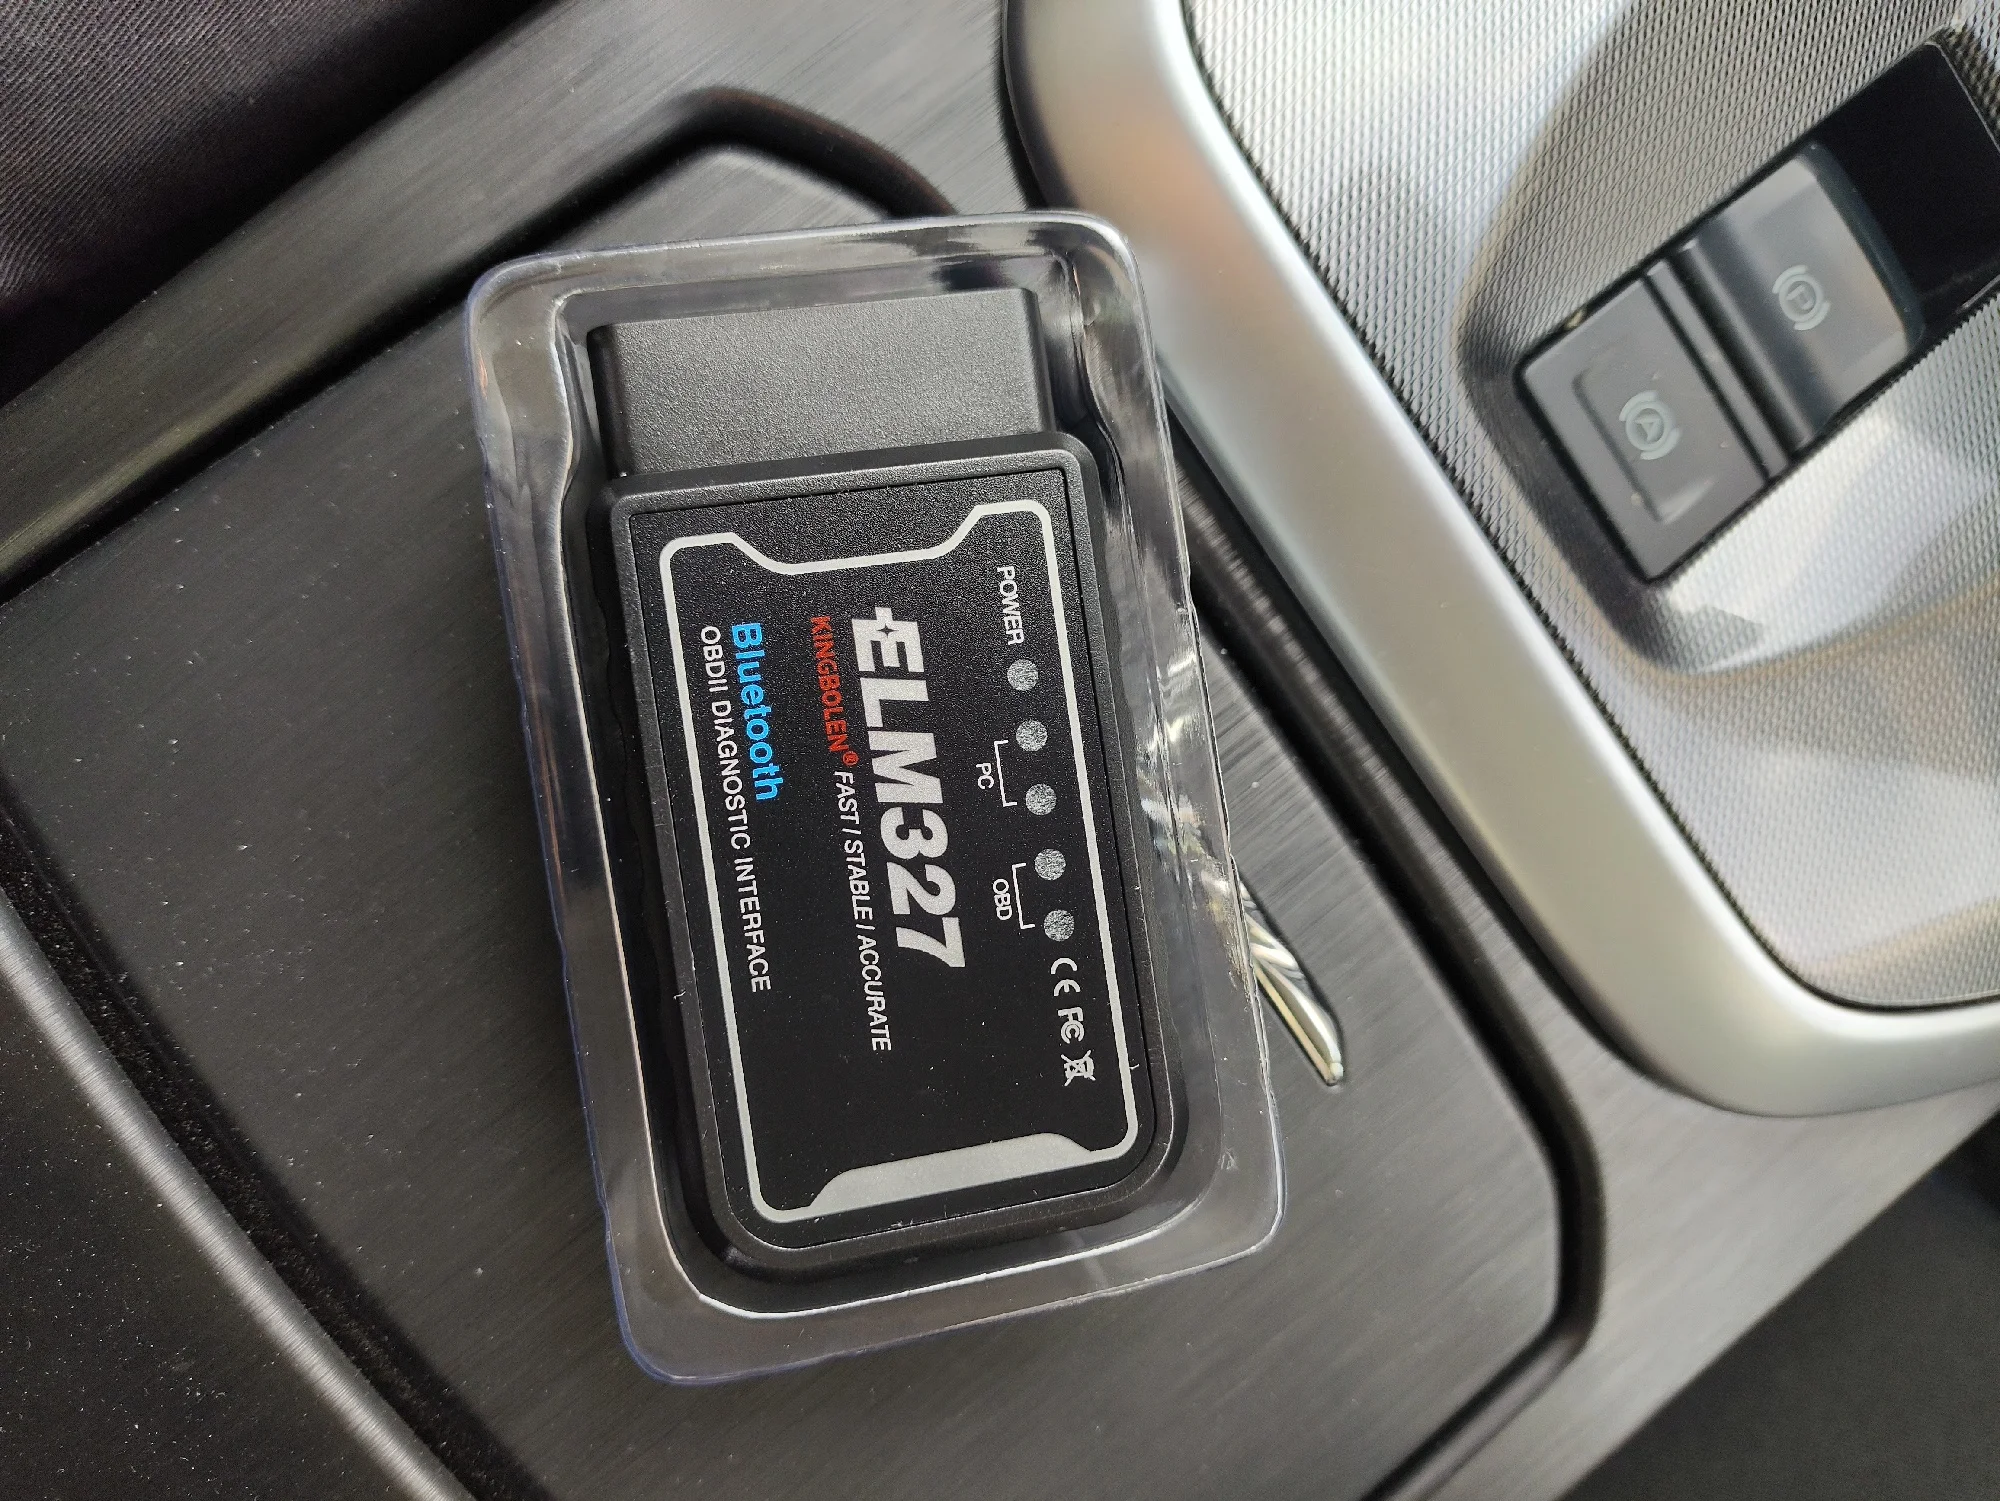 POWER
PC
OBD
CE FC
ELM327
KINGBOLEN® FAST / STABLE / ACCURATE
Bluetooth
OBDII DIAGNOSTIC INTERFACE
P
A